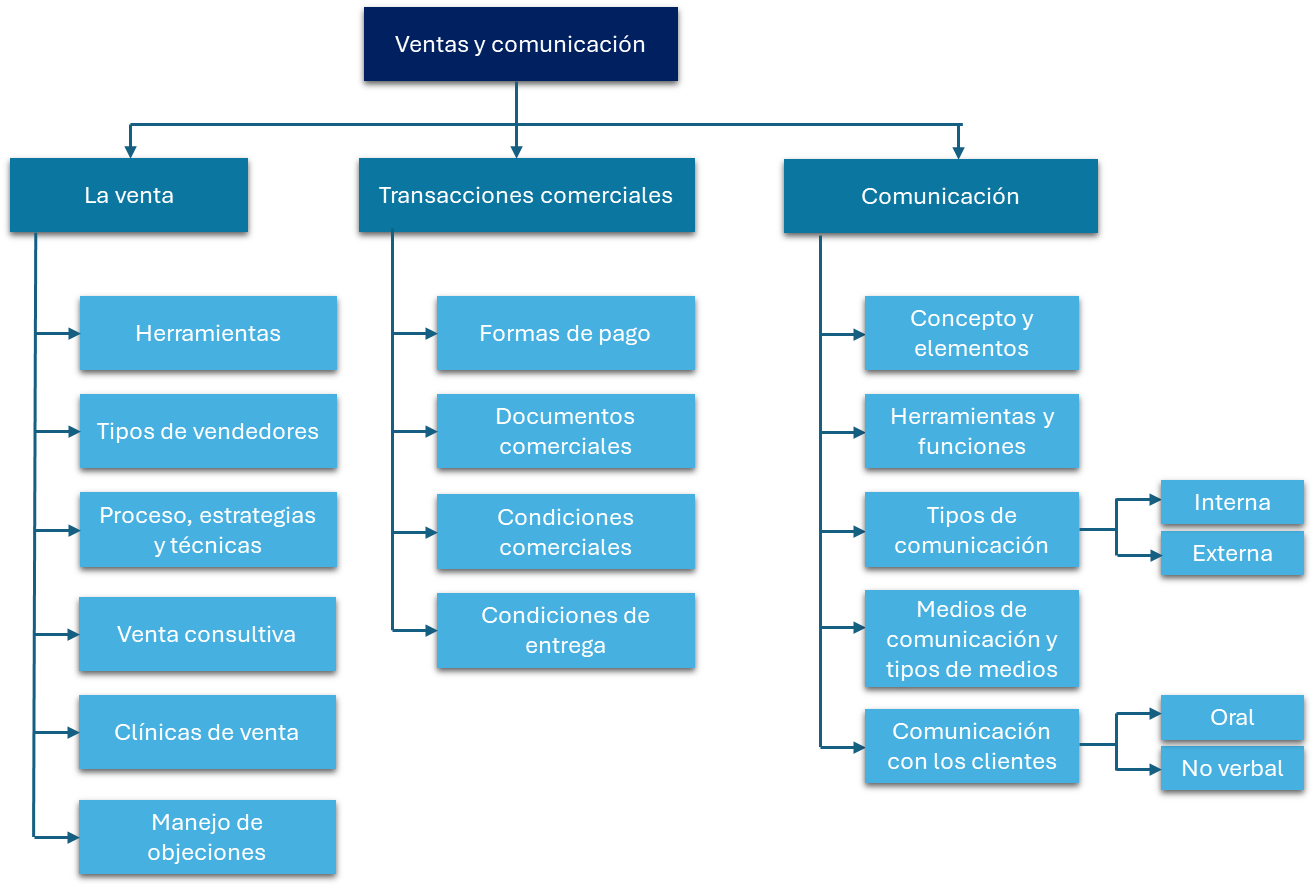 Ventas y comunicación
La venta
Herramientas
Tipos de vendedores
Proceso, estrategias
y técnicas
Venta consultiva
Clínicas de venta
Manejo de
objeciones
Transacciones comerciales
Formas de pago
Documentos
comerciales
Condiciones
comerciales
Condiciones de
entrega
Comunicación
Concepto y
elementos
Herramientas y
funciones
Tipos de
comunicación
Interna
Externa
Medios de
comunicación y
tipos de medios
Comunicación
con los clientes
Oral
No verbal